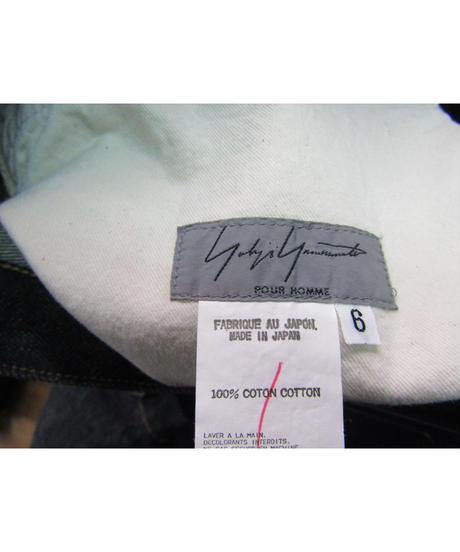 Yohji Yamamoto
POUR HOMME
6
FABRIQUE AU JAPON.
MADE IN JAPAN
100% COTON COTTON
LAVER A LA MAIN.
DECOLORANTS INTERDITS.